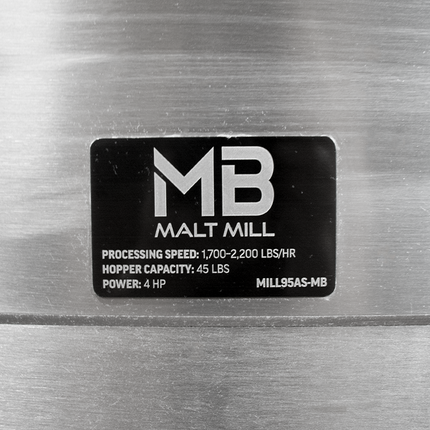 MB
MALT MILL
PROCESSING SPEED: 1,700-2,200 LBS/HR
HOPPER CAPACITY: 45 LBS
POWER: 4 HP MILL95AS-MB